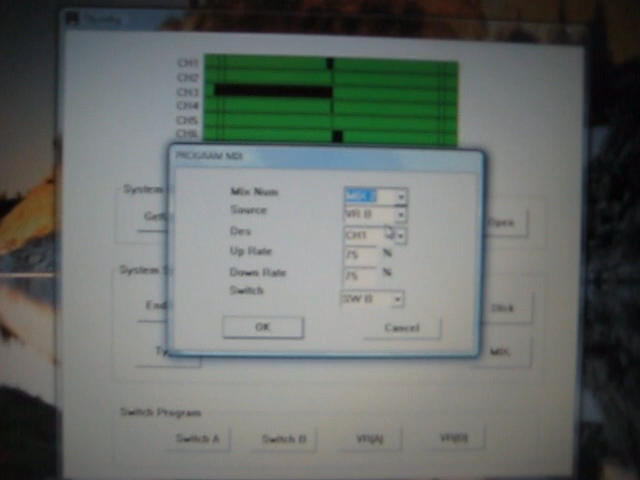 CH1
CH2
CH3
CH4
CH5
CH6
PROGRAM MIX
Mix Num
Source VR B
Des CH1
Up Rate 75 %
Down Rate 75 %
Switch SW B
OK Cancel
System
System
Open
Stick
MIX
Switch Program
Switch A Switch B VR(A) VR(B)